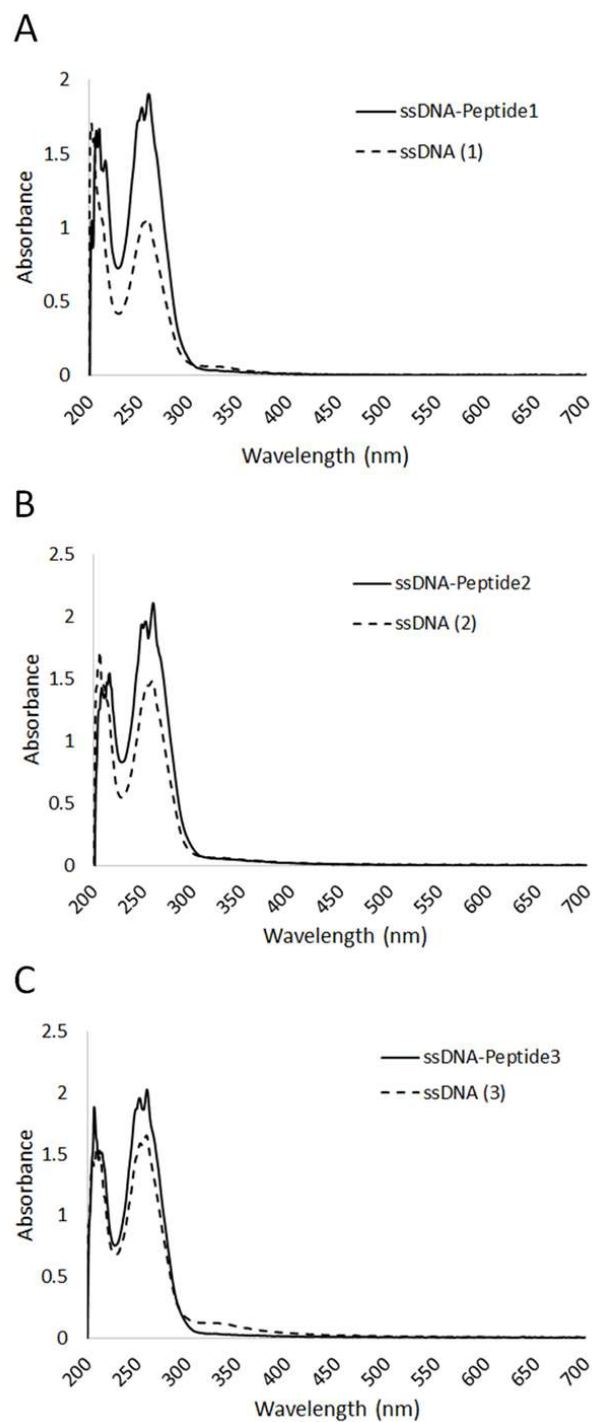 A
2
1.5
1
0.5
0
Absorbance
ssDNA-Peptide1
ssDNA (1)
200 250 300 350 400 450 500 550 600 650 700
Wavelength (nm)
B
2.5
2
1.5
1
0.5
0
Absorbance
ssDNA-Peptide2
ssDNA (2)
200 250 300 350 400 450 500 550 600 650 700
Wavelength (nm)
C
2.5
2
1.5
1
0.5
0
Absorbance
ssDNA-Peptide3
ssDNA (3)
200 250 300 350 400 450 500 550 600 650 700
Wavelength (nm)